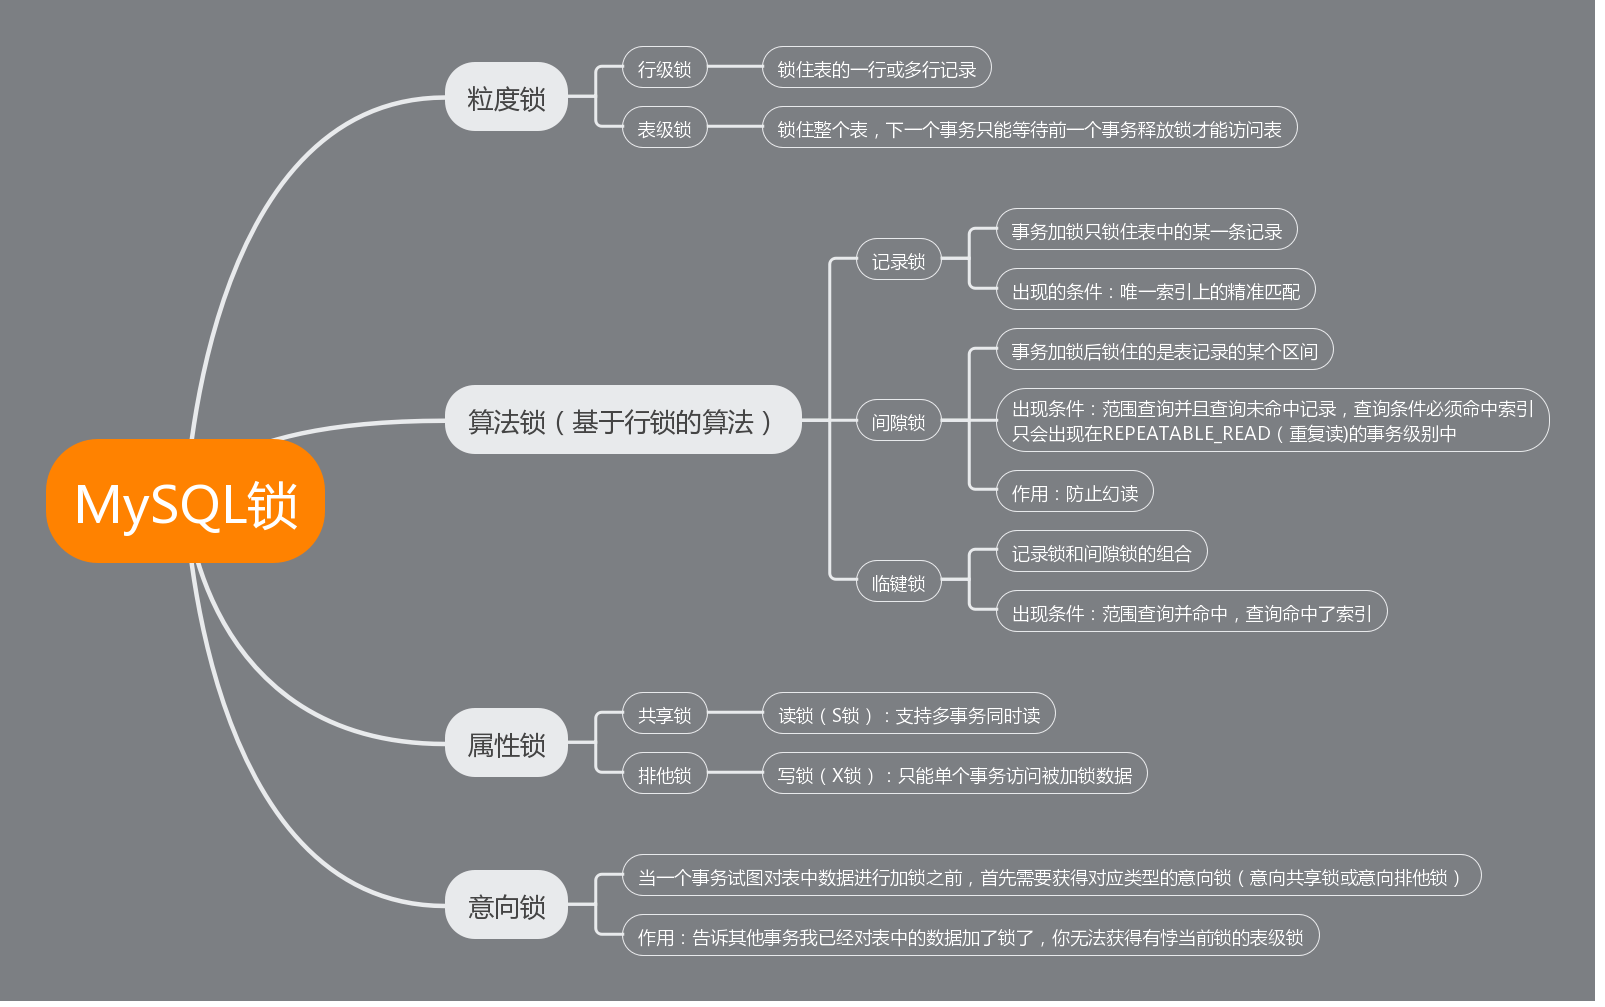 MySQL锁
粒度锁
行级锁
锁住表的一行或多行记录
表级锁
锁住整个表，下一个事务只能等待前一个事务释放锁才能访问表
算法锁（基于行锁的算法）
记录锁
事务加锁只锁住表中的某一条记录
出现的条件：唯一索引上的精准匹配
间隙锁
事务加锁后锁住的是表记录的某个区间
出现条件：范围查询并且查询未命中记录，查询条件必须命中索引
只会出现在REPEATABLE_READ（重复读)的事务级别中
作用：防止幻读
临键锁
记录锁和间隙锁的组合
出现条件：范围查询并命中，查询命中了索引
属性锁
共享锁
读锁（S锁）：支持多事务同时读
排他锁
写锁（X锁）：只能单个事务访问被加锁数据
意向锁
当一个事务试图对表中数据进行加锁之前，首先需要获得对应类型的意向锁（意向共享锁或意向排他锁）
作用：告诉其他事务我已经对表中的数据加了锁了，你无法获得有悖当前锁的表级锁